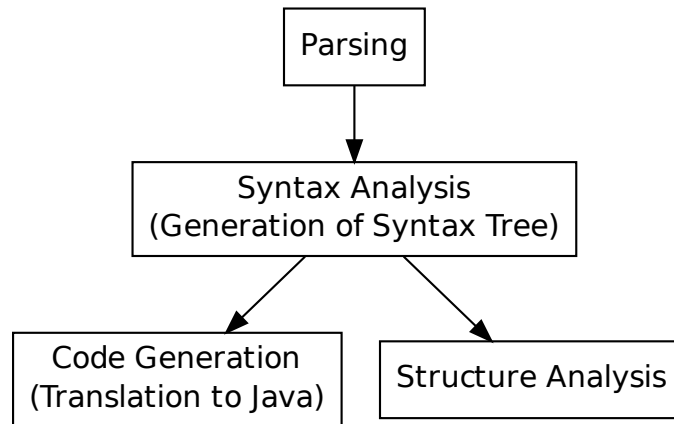 Parsing
Syntax Analysis
(Generation of Syntax Tree)
Code Generation
(Translation to Java)
Structure Analysis